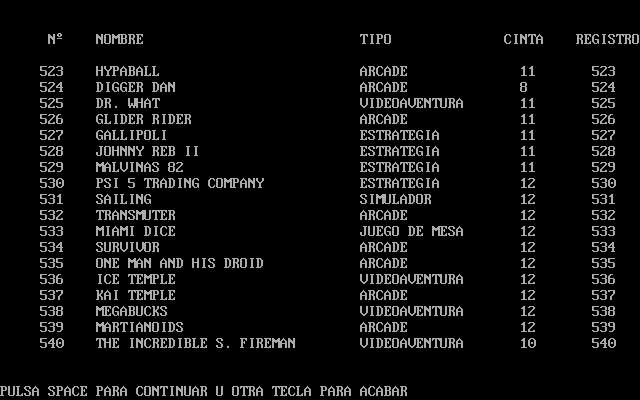 Nº NOMBRE TIPO CINTA REGISTRO
523 HYPABALL ARCADE 11 523
524 DIGGER DAN ARCADE 8 524
525 DR. WHAT VIDEOAVENTURA 11 525
526 GLIDER RIDER ARCADE 11 526
527 GALLIPOLI ESTRATEGIA 11 527
528 JOHNNY REB II ESTRATEGIA 11 528
529 MALVINAS 82 ESTRATEGIA 11 529
530 PSI 5 TRADING COMPANY ESTRATEGIA 12 530
531 SAILING SIMULADOR 12 531
532 TRANSMUTER ARCADE 12 532
533 MIAMI DICE JUEGO DE MESA 12 533
534 SURVIVOR ARCADE 12 534
535 ONE MAN AND HIS DROID ARCADE 12 535
536 ICE TEMPLE VIDEOAVENTURA 12 536
537 KAI TEMPLE ARCADE 12 537
538 MEGABUCKS VIDEOAVENTURA 12 538
539 MARTIANOIDS ARCADE 12 539
540 THE INCREDIBLE S. FIREMAN VIDEOAVENTURA 10 540
PULSA SPACE PARA CONTINUAR U OTRA TECLA PARA ACABAR